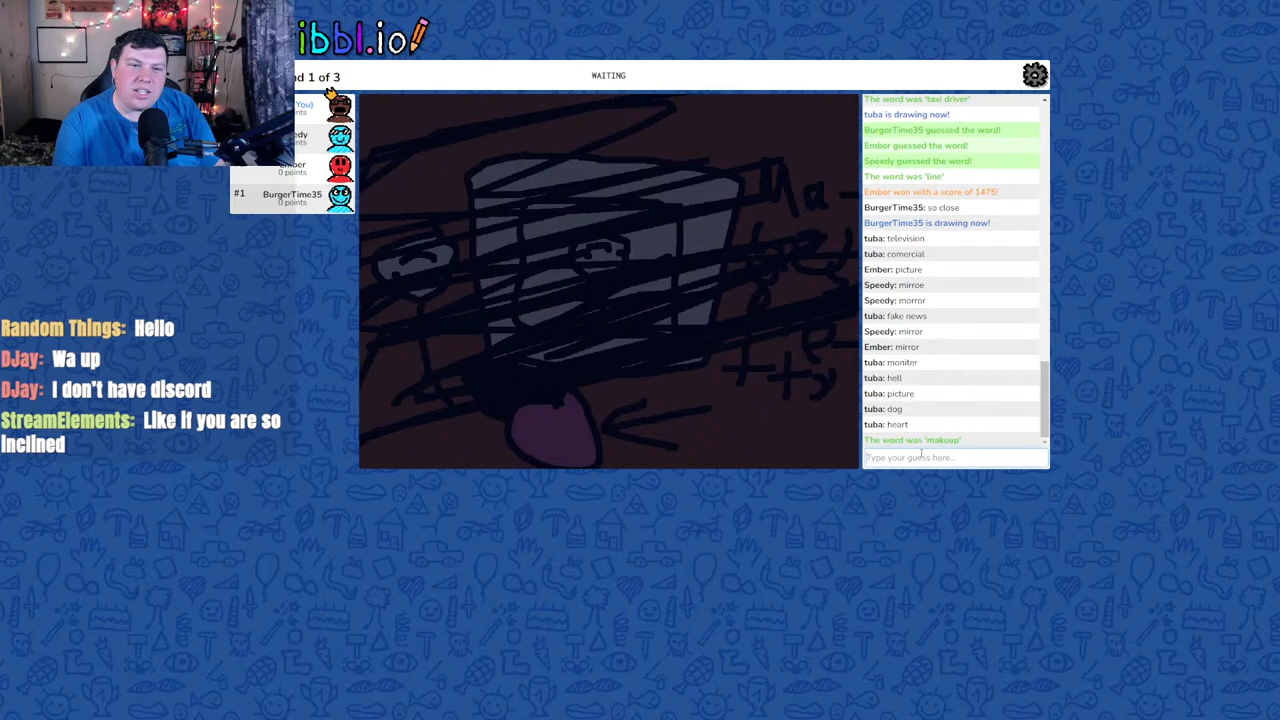 ibbl.io
d 1 of 3
WAITING
You)
nts
edy
nts
mber
0 points
#1 BurgerTime35
0 points
The word was 'taxi driver'
tuba is drawing now!
BurgerTime35 guessed the word!
Ember guessed the word!
Speedy guessed the word!
The word was 'line'
Ember won with a score of 1475!
BurgerTime35: so close
BurgerTime35 is drawing now!
tuba: television
tuba: comercial
Ember: picture
Speedy: mirroe
Speedy: morror
tuba: fake news
Speedy: mirror
Ember: mirror
tuba: moniter
tuba: hell
tuba: picture
tuba: dog
tuba: heart
The word was 'makeup'
Type your guess here...
Random Things: Hello
DJay: Wa up
DJay: I don't have discord
StreamElements: Like if you are so
inclined